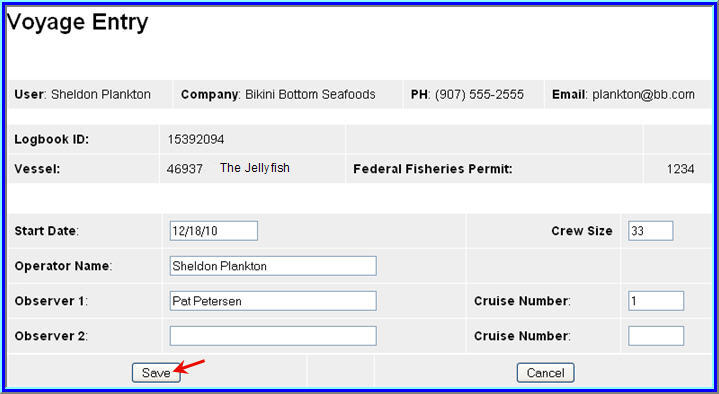 Voyage Entry
User: Sheldon Plankton Company: Bikini Bottom Seafoods PH: (907) 555-2555 Email: plankton@bb.com
Logbook ID: 15392094
Vessel: 46937 The Jellyfish Federal Fisheries Permit: 1234
Start Date: 12/18/10 Crew Size 33
Operator Name: Sheldon Plankton
Observer 1: Pat Petersen Cruise Number: 1
Observer 2: Cruise Number:
Save Cancel